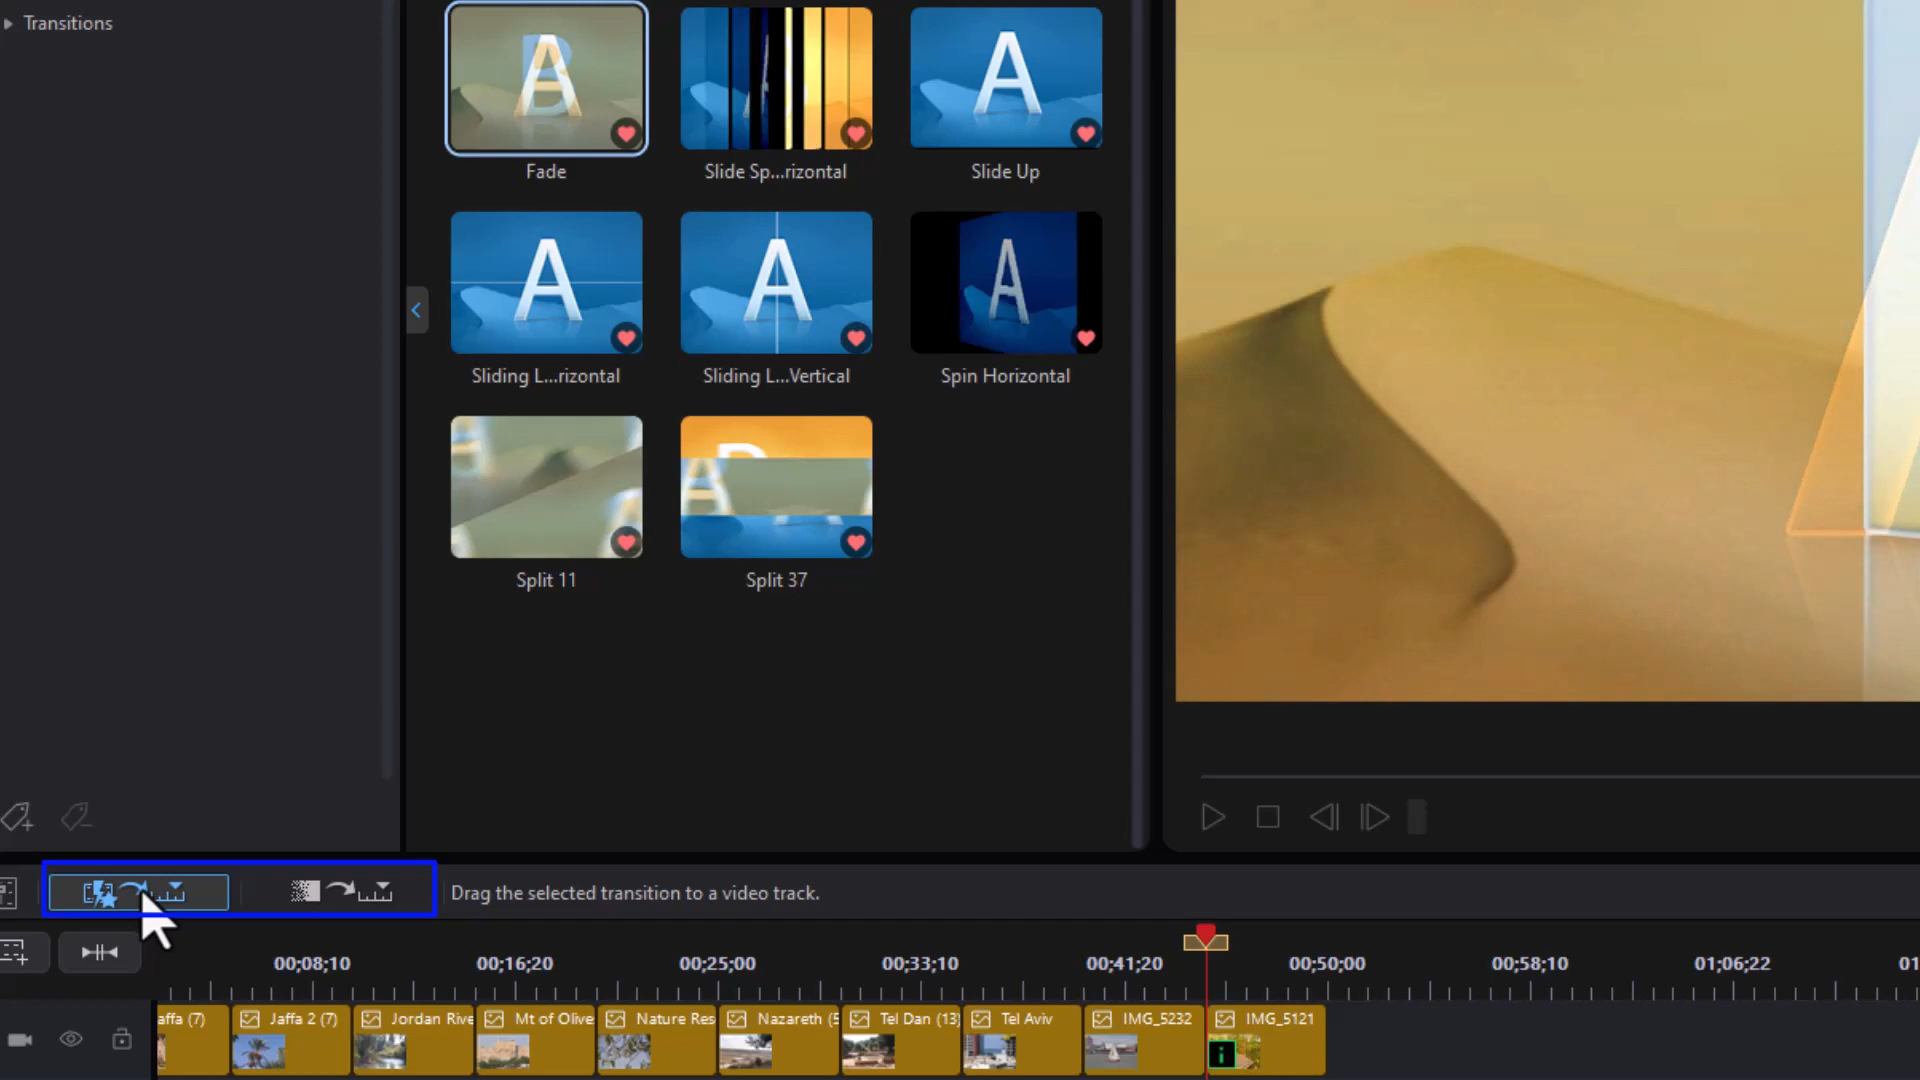 Transitions
Fade
Slide Sp...rizontal
Slide Up
Sliding L...rizontal
Sliding L...Vertical
Spin Horizontal
Split 11
Split 37
Drag the selected transition to a video track.
00;08;10 00;16;20 00;25;00 00;33;10 00;41;20 00;50;00 00;58;10 01;06;22 01
affa (7) Jaffa 2 (7) Jordan Rive Mt of Olive Nature Res Nazareth (5 Tel Dan (13) Tel Aviv IMG_5232 IMG_5121